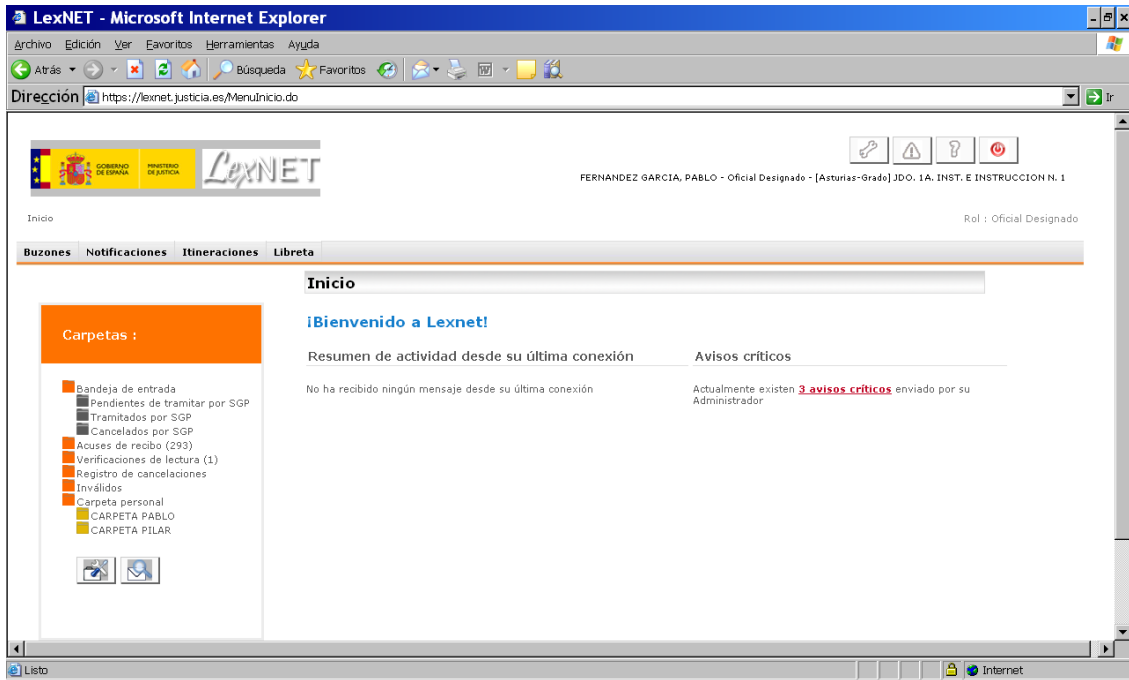 LexNET - Microsoft Internet Explorer
Archivo Edición Ver Favoritos Herramientas Ayuda
Atrás Búsqueda Favoritos
Dirección https://lexnet.justicia.es/MenuInicio.do Ir
GOBIERNO DE ESPAÑA MINISTERIO DE JUSTICIA LexNET
FERNANDEZ GARCIA, PABLO - Oficial Designado - [Asturias-Grado] JDO. 1A. INST. E INSTRUCCION N. 1
Inicio Rol : Oficial Designado
Buzones Notificaciones Itineraciones Libreta
Inicio
Carpetas :
¡Bienvenido a Lexnet!
Resumen de actividad desde su última conexión Avisos críticos
No ha recibido ningún mensaje desde su última conexión
Actualmente existen 3 avisos críticos enviado por su
Administrador
Bandeja de entrada
Pendientes de tramitar por SGP
Tramitados por SGP
Cancelados por SGP
Acuses de recibo (293)
Verificaciones de lectura (1)
Registro de cancelaciones
Inválidos
Carpeta personal
CARPETA PABLO
CARPETA PILAR
Listo Internet